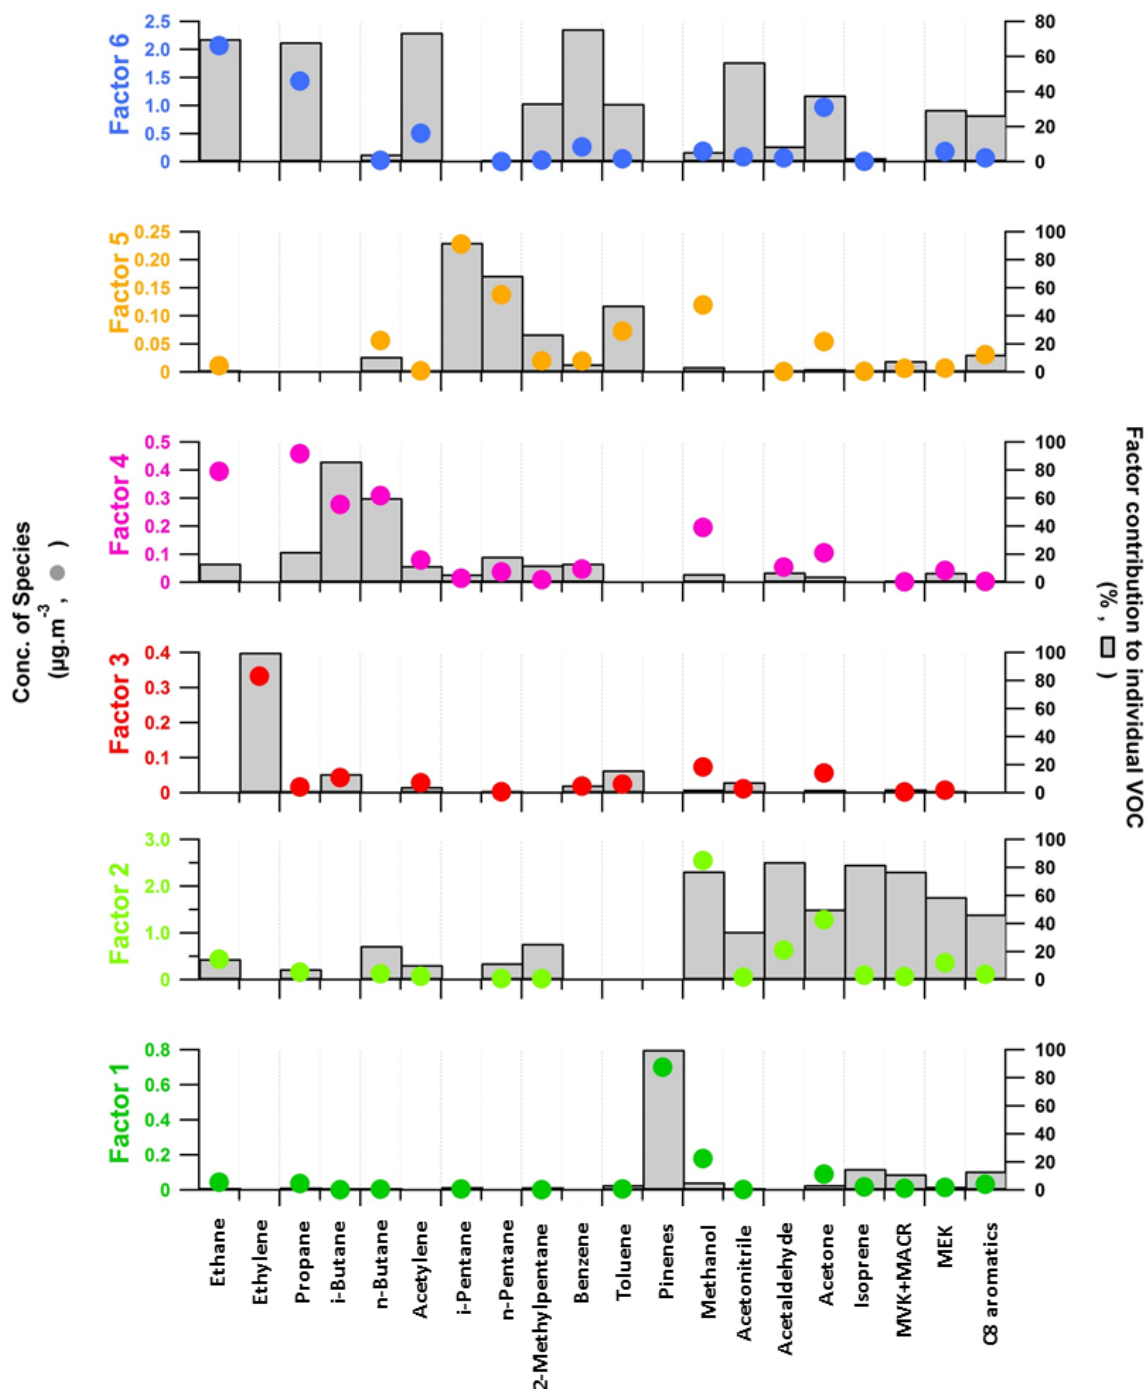 Factor 6
2.5
2.0
1.5
1.0
0.5
0
80
60
40
20
0
Factor 5
0.25
0.20
0.15
0.10
0.05
0
100
80
60
40
20
0
Factor 4
0.5
0.4
0.3
0.2
0.1
0
100
80
60
40
20
0
Factor 3
0.4
0.3
0.2
0.1
0
100
80
60
40
20
0
Factor 2
3.0
2.0
1.0
0
100
80
60
40
20
0
Factor 1
0.8
0.6
0.4
0.2
0
100
80
60
40
20
0
Conc. of Species
(µg.m-3, )
Factor contribution to individual VOC
(%, )
Ethane
Ethylene
Propane
i-Butane
n-Butane
Acetylene
i-Pentane
n-Pentane
2-Methylpentane
Benzene
Toluene
Pinenes
Methanol
Acetonitrile
Acetaldehyde
Acetone
Isoprene
MVK+MACR
MEK
C8 aromatics